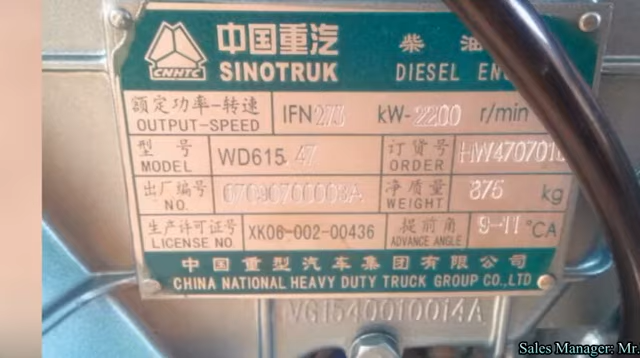 中国重汽 柴油
CNHTC SINOTRUK DIESEL
额定功率-转速 IFN 273 kW-2200 r/min
OUTPUT-SPEED
型号 WD615.47 订货号 HW470701
MODEL ORDER
出厂编号 净质量 876 kg
NO. WEIGHT
生产许可证号 XK06-002-00436 提前角 9-11 °CA
LICENSE NO. ADVANCE ANGLE
中国重型汽车集团有限公司
CHINA NATIONAL HEAVY DUTY TRUCK GROUP CO.,LTD
VG1540010014A
Sales Manager: Mr.